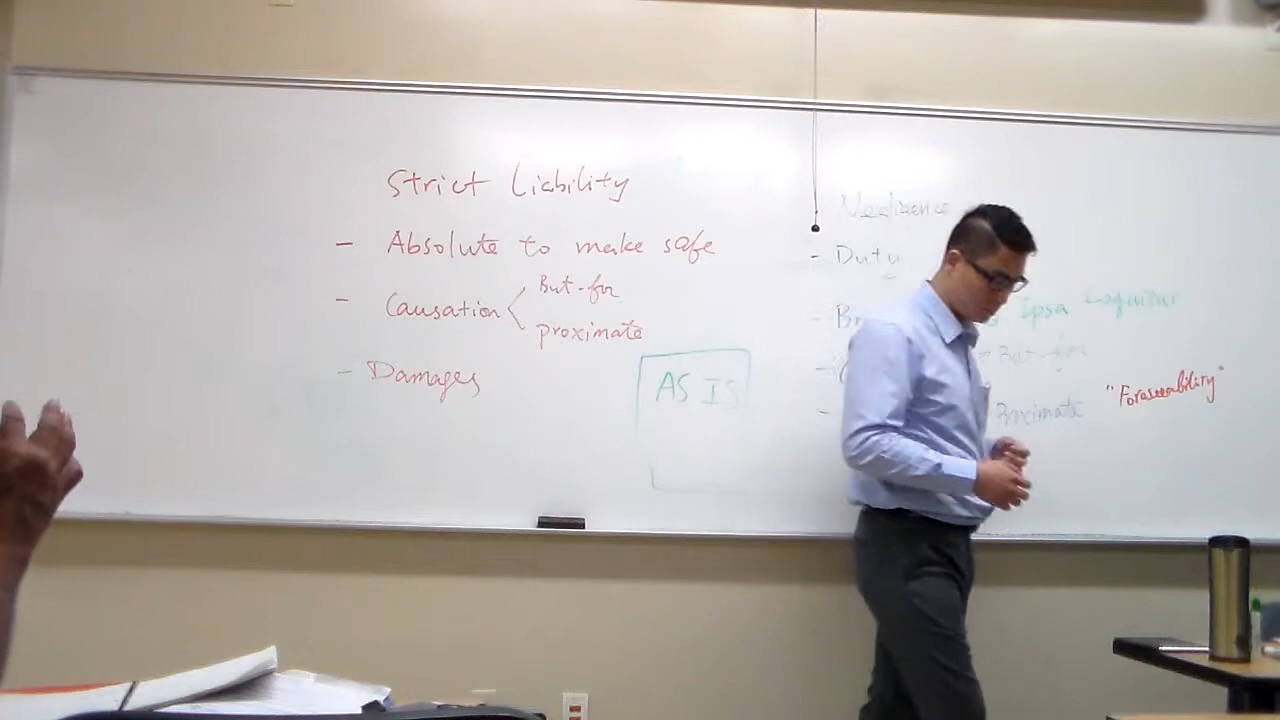 Strict Liability
- Absolute to make safe
- Causation < But-for
proximate
- Damages
AS IS
Negligence
- Duty
Ipsa Loquitur
But-for
Proximate "Foraseeability"